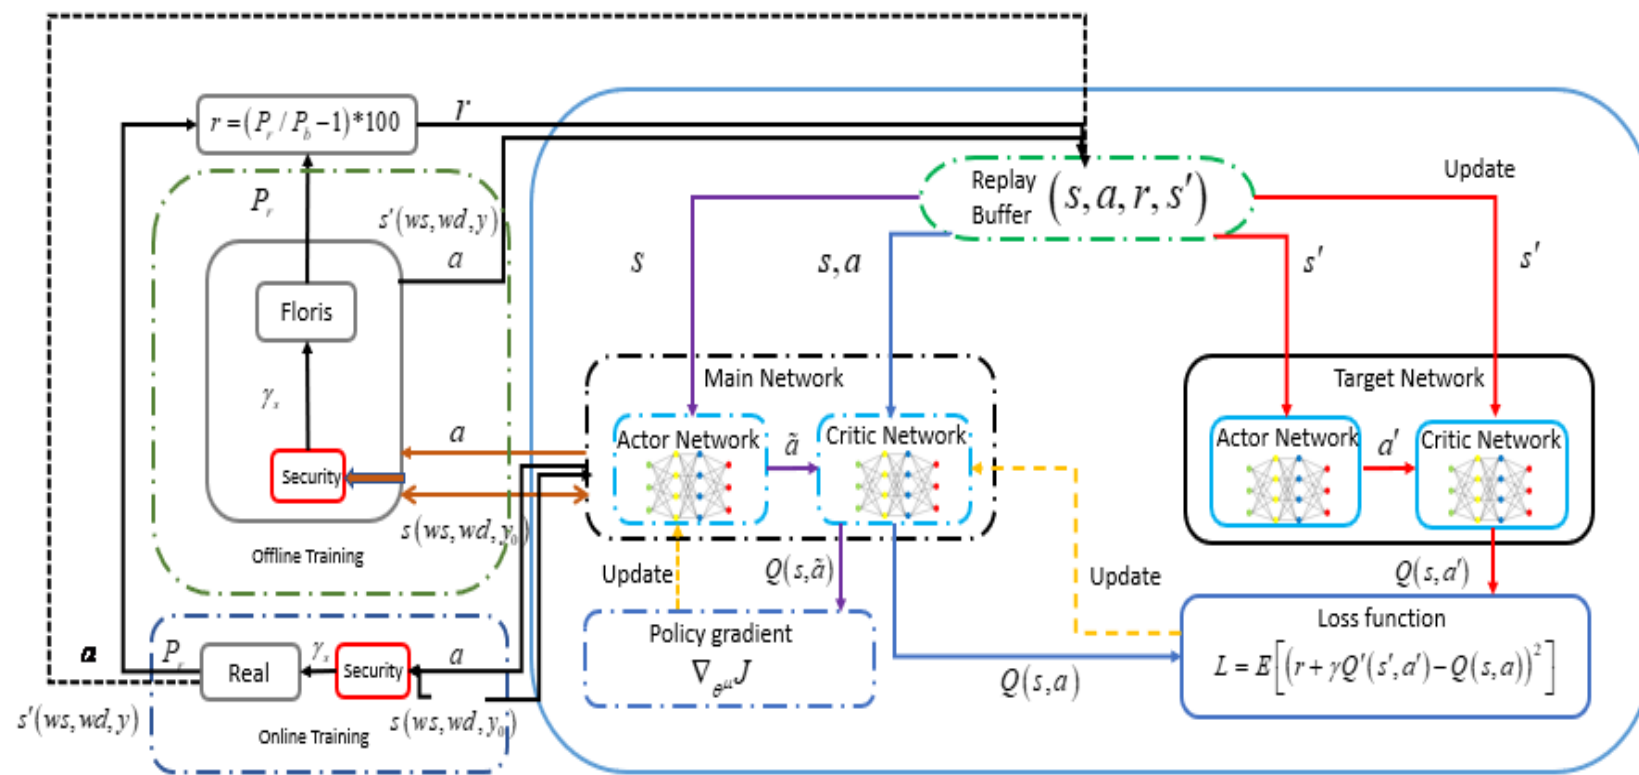 r = (P_r / P_b −1)*100
r
P_r
s'(ws, wd, y)
a
Floris
γ_x
a
Security
s(ws, wd, y_0)
Offline Training
a
P_r
Real
γ_x
Security
a
s'(ws, wd, y)
s(ws, wd, y_0)
Online Training
Replay
Buffer
(s, a, r, s')
Update
s
s, a
s'
s'
Main Network
Actor Network
ã
Critic Network
Target Network
Actor Network
a'
Critic Network
Update
Q(s, ã)
Update
Q(s, a')
Policy gradient
∇_{θ^μ} J
Q(s, a)
Loss function
L = E[(r + γQ'(s', a') − Q(s, a))^2]